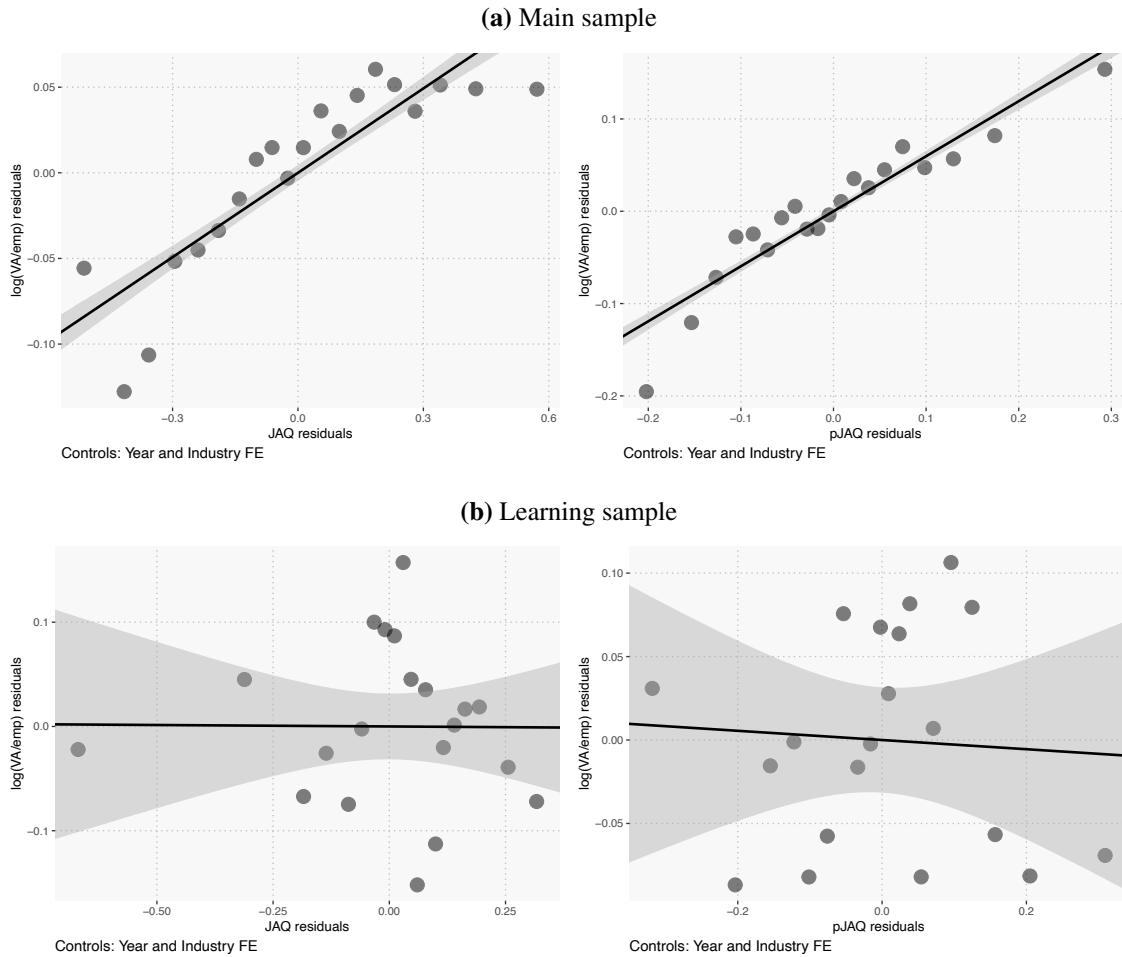 (a) Main sample
0.05
0.00
−0.05
−0.10
log(VA/emp) residuals
−0.3
0.0
0.3
0.6
JAQ residuals
Controls: Year and Industry FE
0.1
0.0
−0.1
−0.2
log(VA/emp) residuals
−0.2
−0.1
0.0
0.1
0.2
0.3
pJAQ residuals
Controls: Year and Industry FE
(b) Learning sample
0.1
0.0
−0.1
log(VA/emp) residuals
−0.50
−0.25
0.00
0.25
JAQ residuals
Controls: Year and Industry FE
0.10
0.05
0.00
−0.05
log(VA/emp) residuals
−0.2
0.0
0.2
pJAQ residuals
Controls: Year and Industry FE